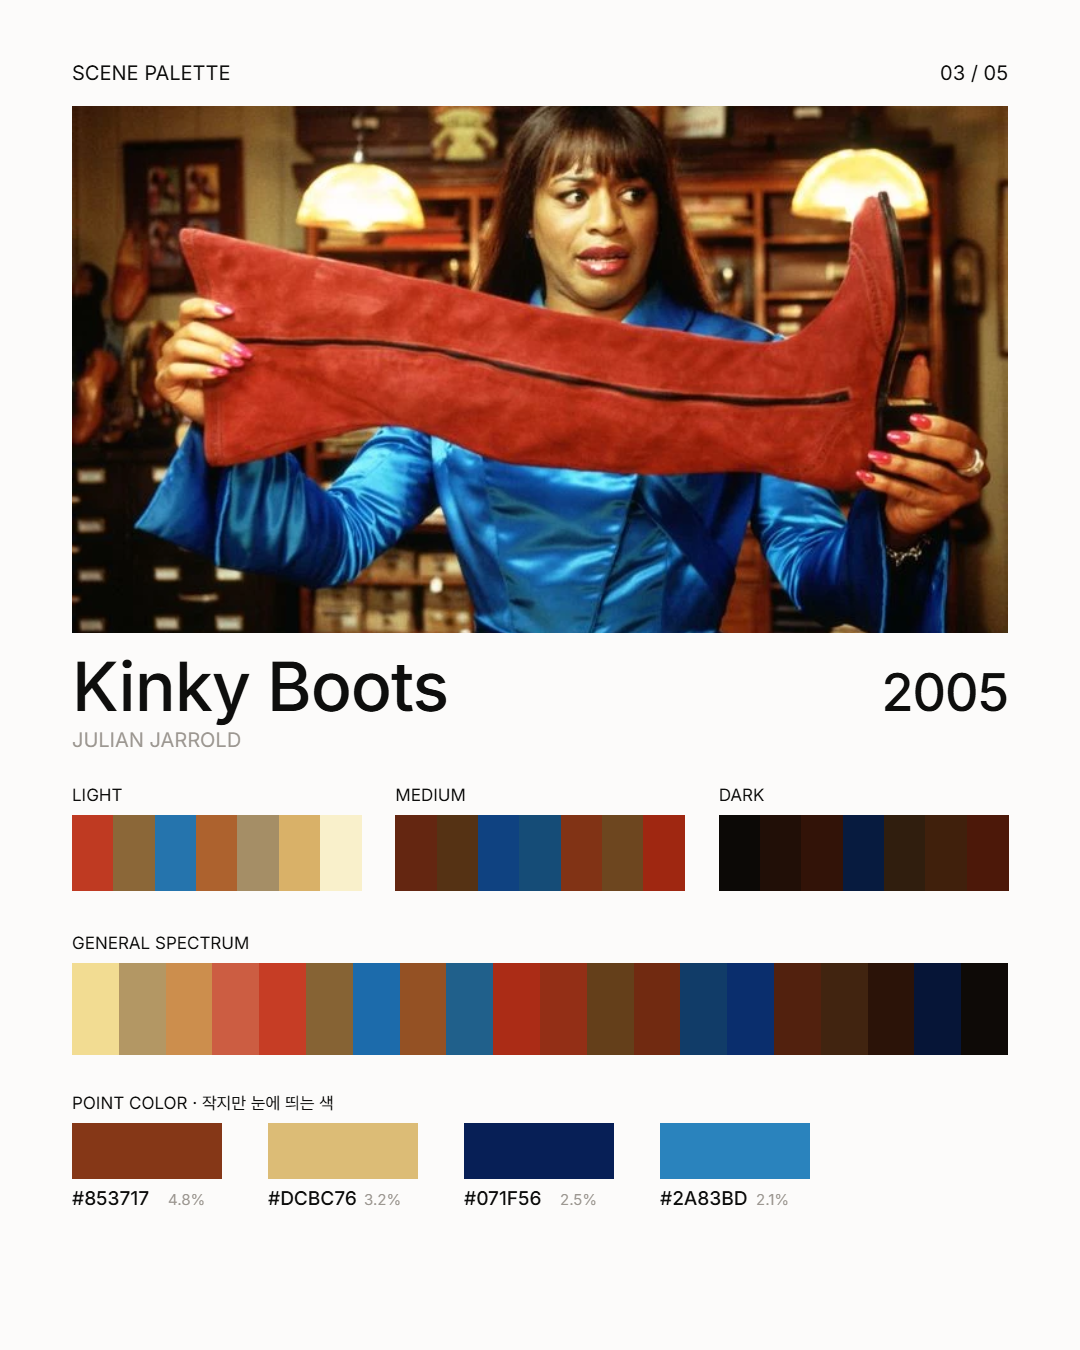 SCENE PALETTE 03 / 05
Kinky Boots 2005
JULIAN JARROLD
LIGHT MEDIUM DARK
GENERAL SPECTRUM
POINT COLOR · 작지만 눈에 띄는 색
#853717 4.8% #DCBC76 3.2% #071F56 2.5% #2A83BD 2.1%